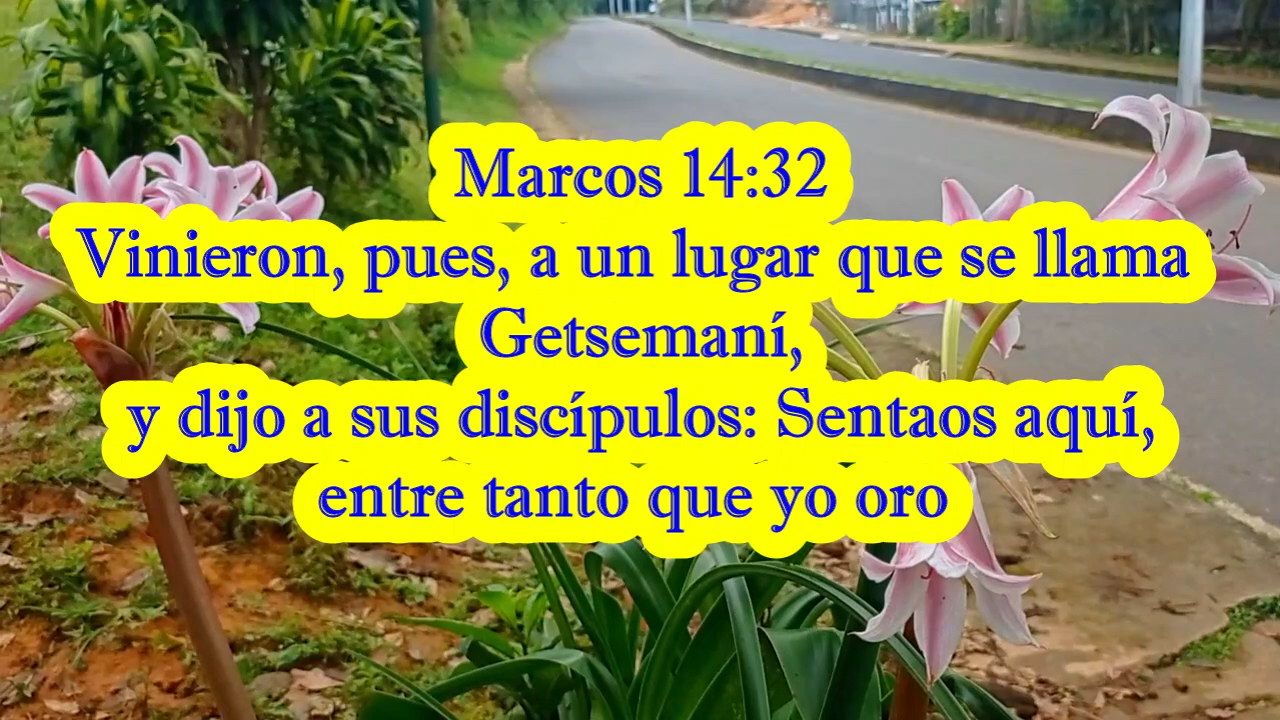 Marcos 14:32
Vinieron, pues, a un lugar que se llama
Getsemaní,
y dijo a sus discípulos: Sentaos aquí,
entre tanto que yo oro